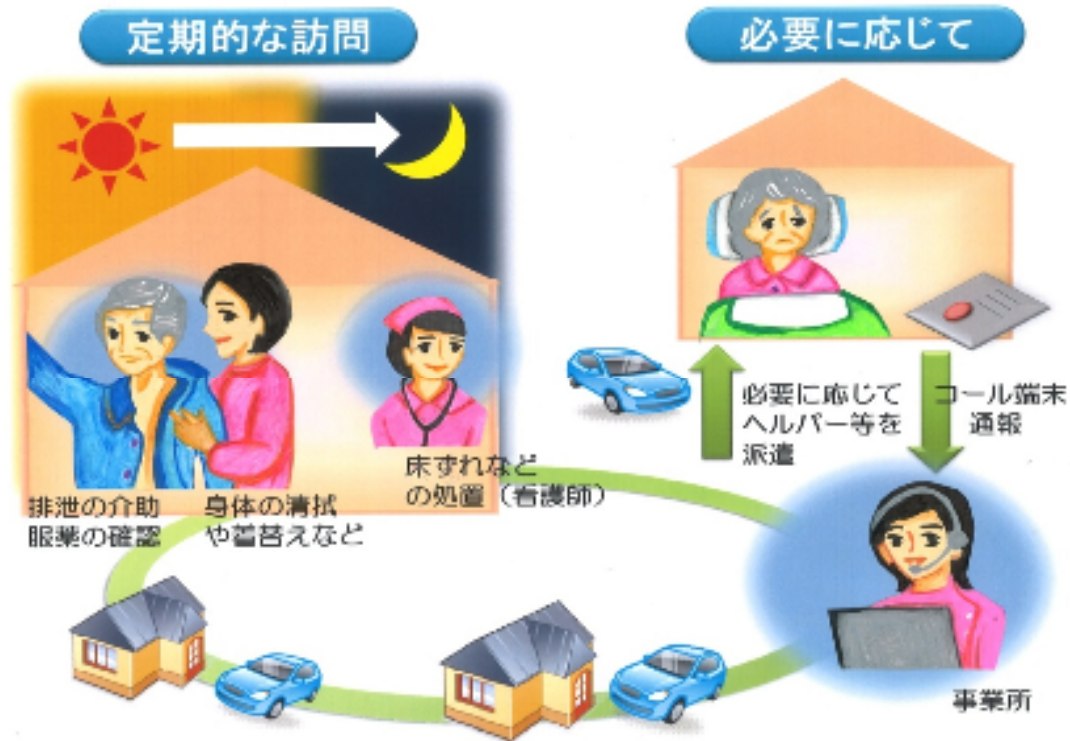 定期的な訪問
必要に応じて
排泄の介助
服薬の確認
身体の清拭
や着替えなど
床ずれなど
の処置（看護師）
必要に応じて
ヘルパー等を
派遣
コール端末
通報
事業所